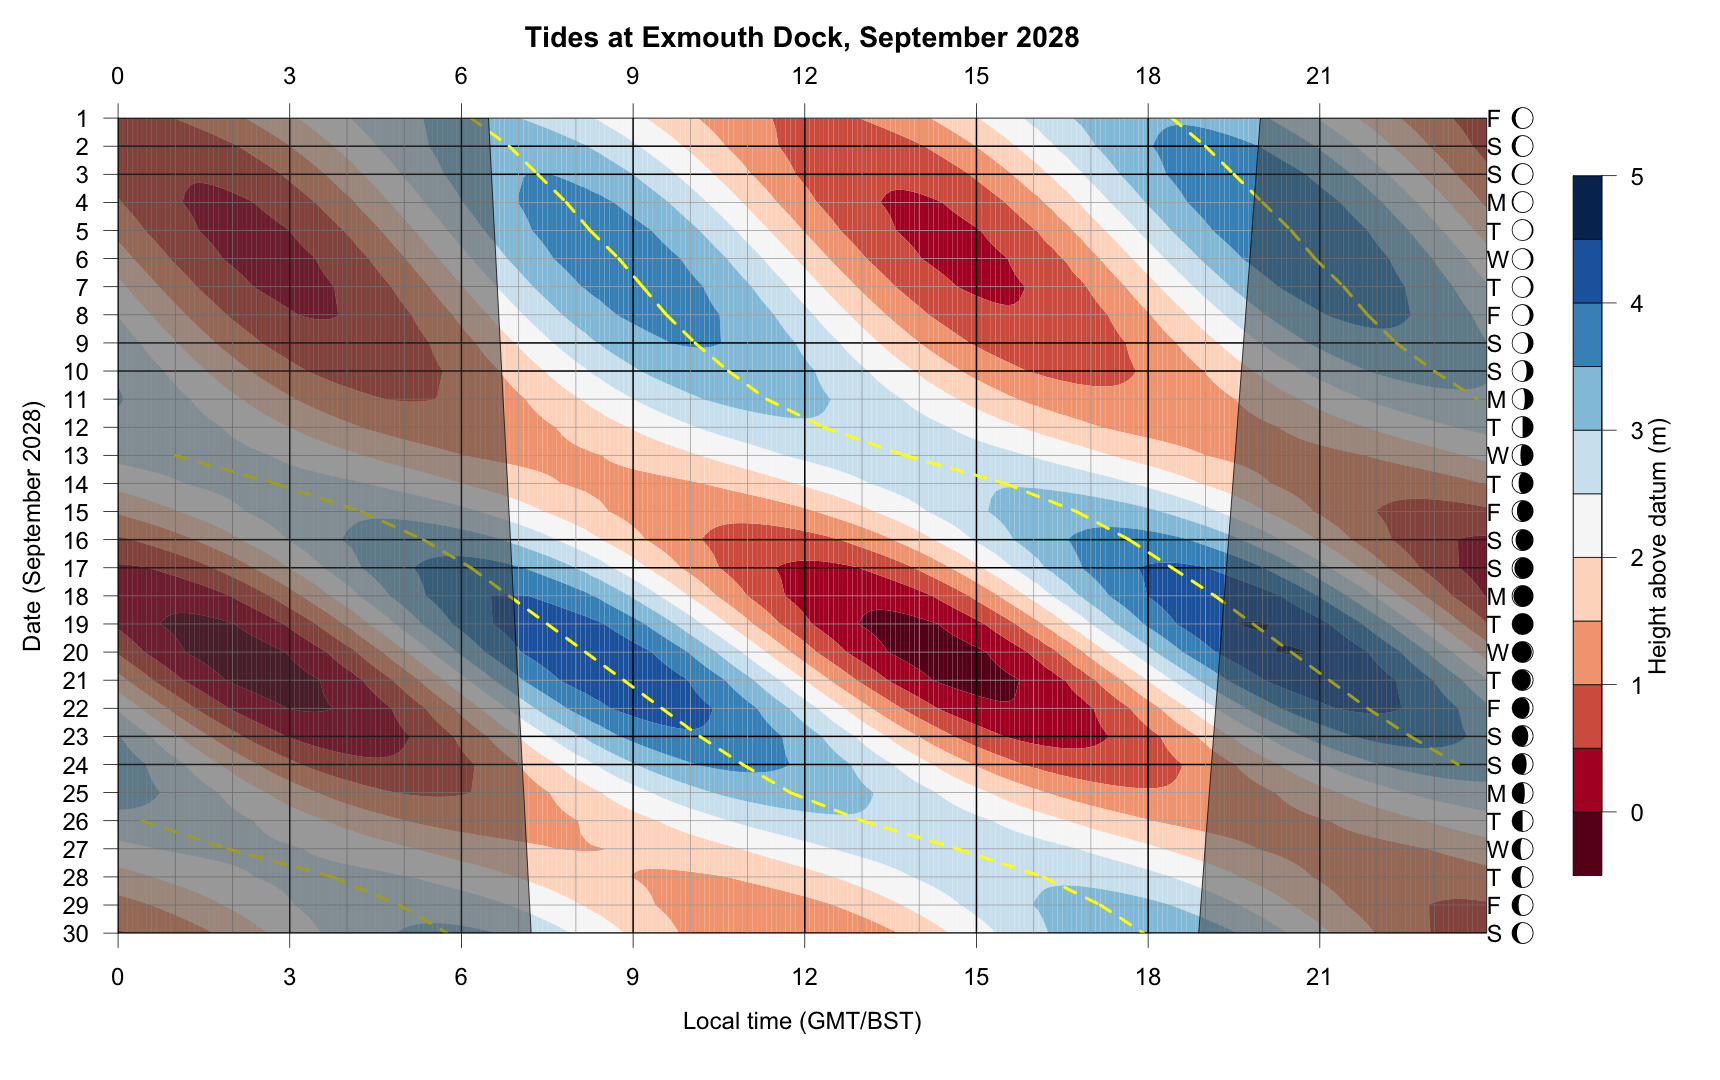 Tides at Exmouth Dock, September 2028
0 3 6 9 12 15 18 21
1 F
2 S
3 S
4 M
5 T
6 W
7 T
8 F
9 S
10 S
11 M
12 T
13 W
14 T
15 F
16 S
17 S
18 M
19 T
20 W
21 T
22 F
23 S
24 S
25 M
26 T
27 W
28 T
29 F
30 S
0 3 6 9 12 15 18 21
Local time (GMT/BST)
Date (September 2028)
5
4
3
2
1
0
Height above datum (m)